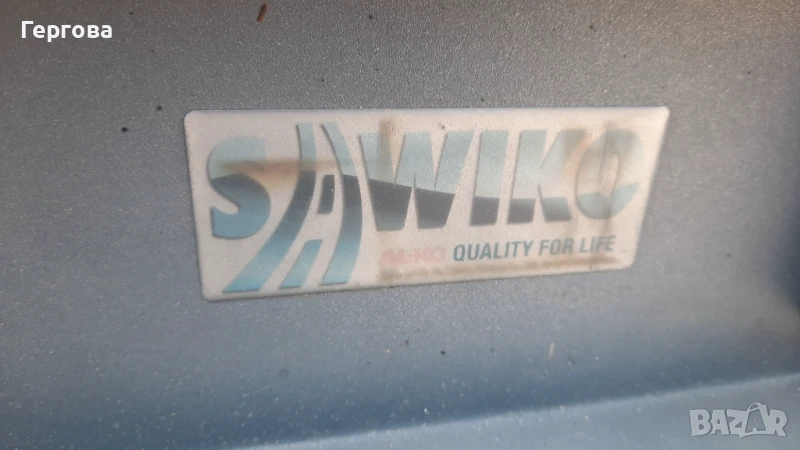 Гергова
SAWIKO
AL-KO QUALITY FOR LIFE
BAZAR